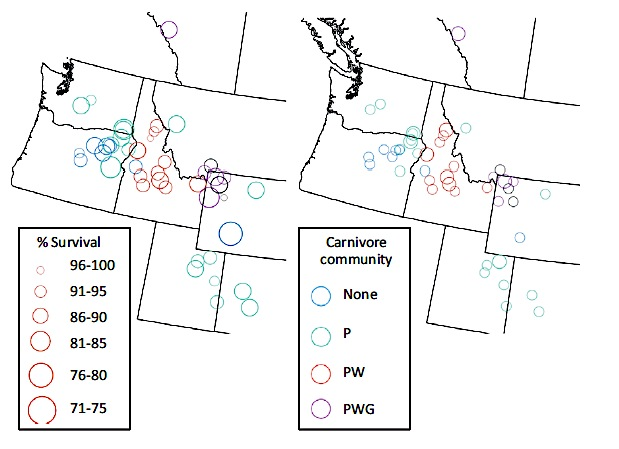 % Survival
96-100
91-95
86-90
81-85
76-80
71-75
Carnivore
community
None
P
PW
PWG